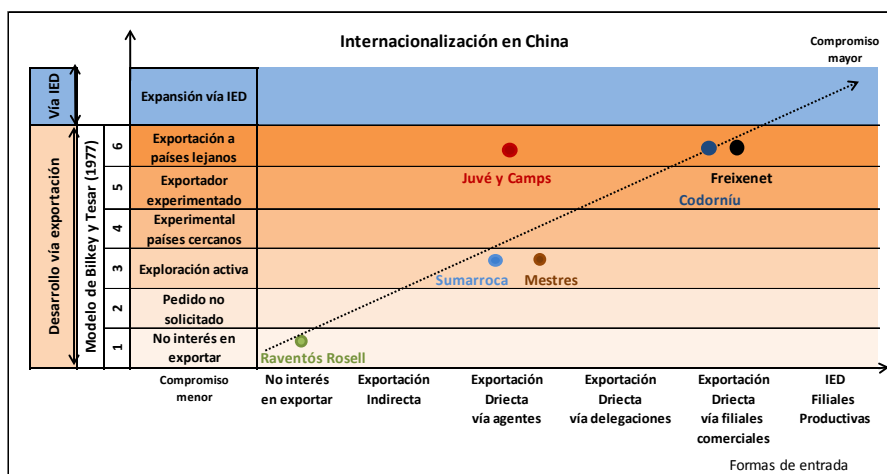 Internacionalización en China
Compromiso
mayor
Vía IED
Expansión vía IED
Desarrollo vía exportación
Modelo de Bilkey y Tesar (1977)
6
Exportación a
países lejanos
Juvé y Camps
Freixenet
5
Exportador
experimentado
Codorníu
4
Experimental
países cercanos
3
Exploración activa
Sumarroca
Mestres
2
Pedido no
solicitado
1
No interés en
exportar
Raventós Rosell
Compromiso
menor
No interés
en exportar
Exportación
Indirecta
Exportación
Driecta
vía agentes
Exportación
Driecta
vía delegaciones
Exportación
Driecta
vía filiales
comerciales
IED
Filiales
Productivas
Formas de entrada